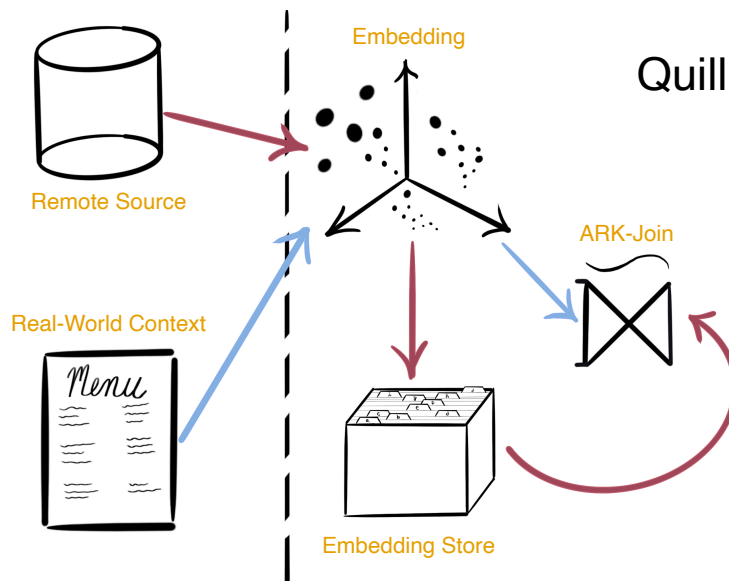 Embedding
Quill
Remote Source
ARK-Join
Real-World Context
Menu
Embedding Store